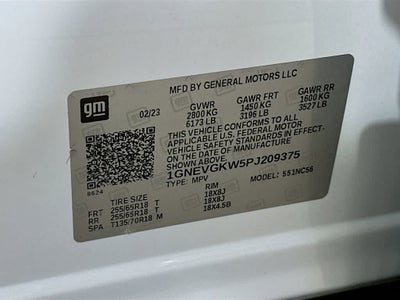 gm
MFD BY GENERAL MOTORS LLC
02/23 GVWR GAWR FRT GAWR RR
2800 KG 1450 KG 1600 KG
6173 LB 3196 LB 3527 LB
THIS VEHICLE CONFORMS TO ALL
APPLICABLE U.S. FEDERAL MOTOR
VEHICLE SAFETY STANDARDS IN EFFECT
ON THE DATE OF MANUFACTURE
SHOWN ABOVE.
1GNEVGKW5PJ209375
8624 TYPE: MPV MODEL: 551NC56
TIRE SIZE RIM
FRT 255/65R18 T 18X8J
RR 255/65R18 T 18X8J
SPA T135/70R18 M 18X4.5B